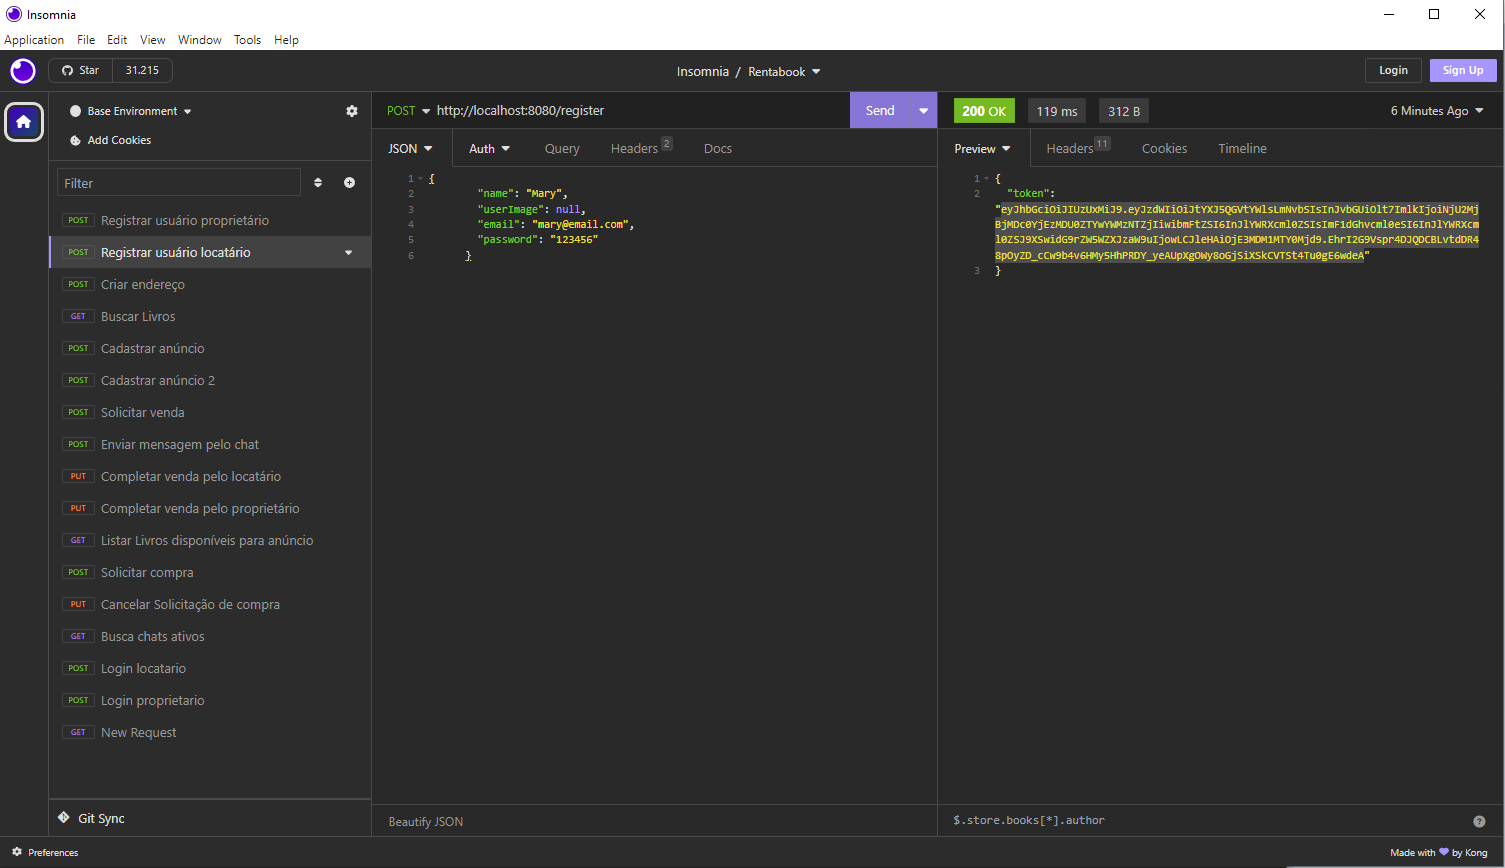 Insomnia
Application File Edit View Window Tools Help
Star 31.215
Insomnia / Rentabook
Login Sign Up
Base Environment
Add Cookies
Filter
POST Registrar usuário proprietário
POST Registrar usuário locatário
POST Criar endereço
GET Buscar Livros
POST Cadastrar anúncio
POST Cadastrar anúncio 2
POST Solicitar venda
POST Enviar mensagem pelo chat
PUT Completar venda pelo locatário
PUT Completar venda pelo proprietário
GET Listar Livros disponíveis para anúncio
POST Solicitar compra
PUT Cancelar Solicitação de compra
GET Busca chats ativos
POST Login locatario
POST Login proprietario
GET New Request
Git Sync
Preferences
POST http://localhost:8080/register Send
JSON Auth Query Headers 2 Docs
1 {
2 "name": "Mary",
3 "userImage": null,
4 "email": "mary@email.com",
5 "password": "123456"
6 }
Beautify JSON
200 OK 119 ms 312 B 6 Minutes Ago
Preview Headers 11 Cookies Timeline
1 {
2 "token":
3 }
$.store.books[*].author
Made with by Kong